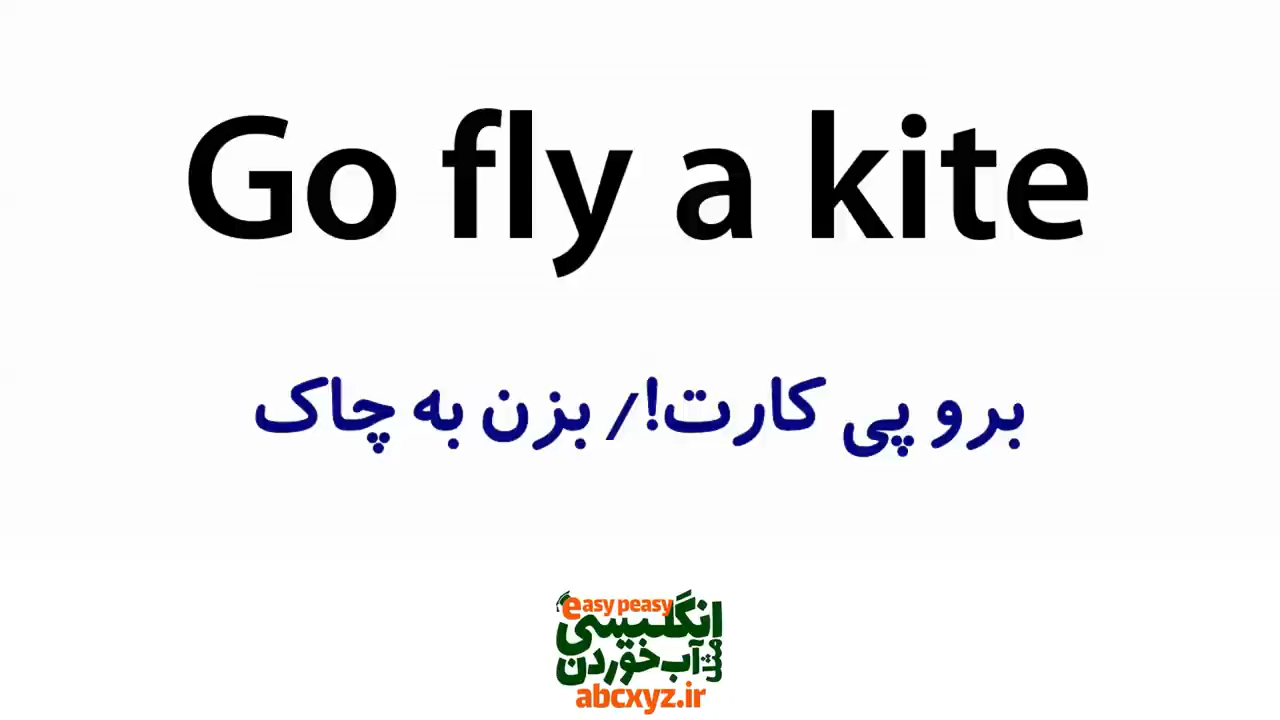 Go fly a kite
برو پی کارت!/ بزن به چاک
easy peasy
انگلیسی
مثل آب خوردن
abcxyz.ir